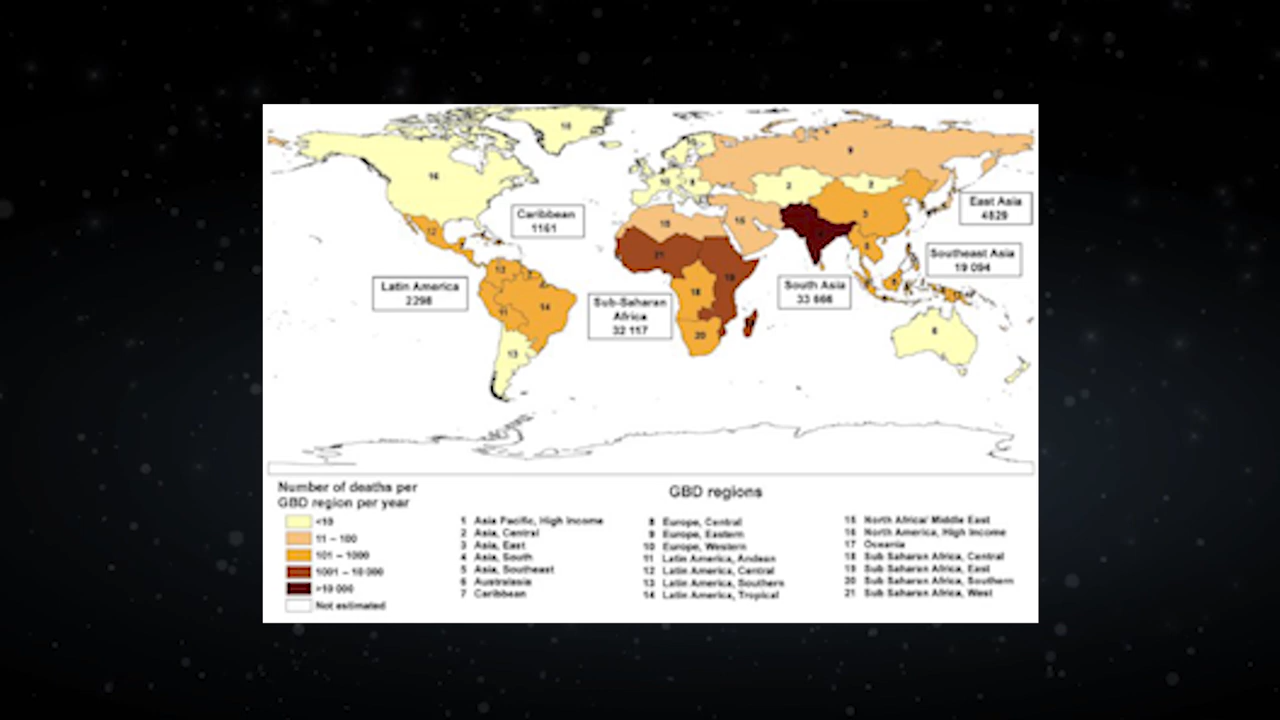 Caribbean
1161
East Asia
4829
Southeast Asia
19 094
Latin America
2298
Sub-Saharan
Africa
32 117
South Asia
33 666
Number of deaths per
GBD region per year
<10
11 – 100
101 – 1000
1001 – 10 000
>10 000
Not estimated
GBD regions
1 Asia Pacific, High Income
2 Asia, Central
3 Asia, East
4 Asia, South
5 Asia, Southeast
6 Australasia
7 Caribbean
8 Europe, Central
9 Europe, Eastern
10 Europe, Western
11 Latin America, Andean
12 Latin America, Central
13 Latin America, Southern
14 Latin America, Tropical
15 North Africa/ Middle East
16 North America, High Income
17 Oceania
18 Sub Saharan Africa, Central
19 Sub Saharan Africa, East
20 Sub Saharan Africa, Southern
21 Sub Saharan Africa, West